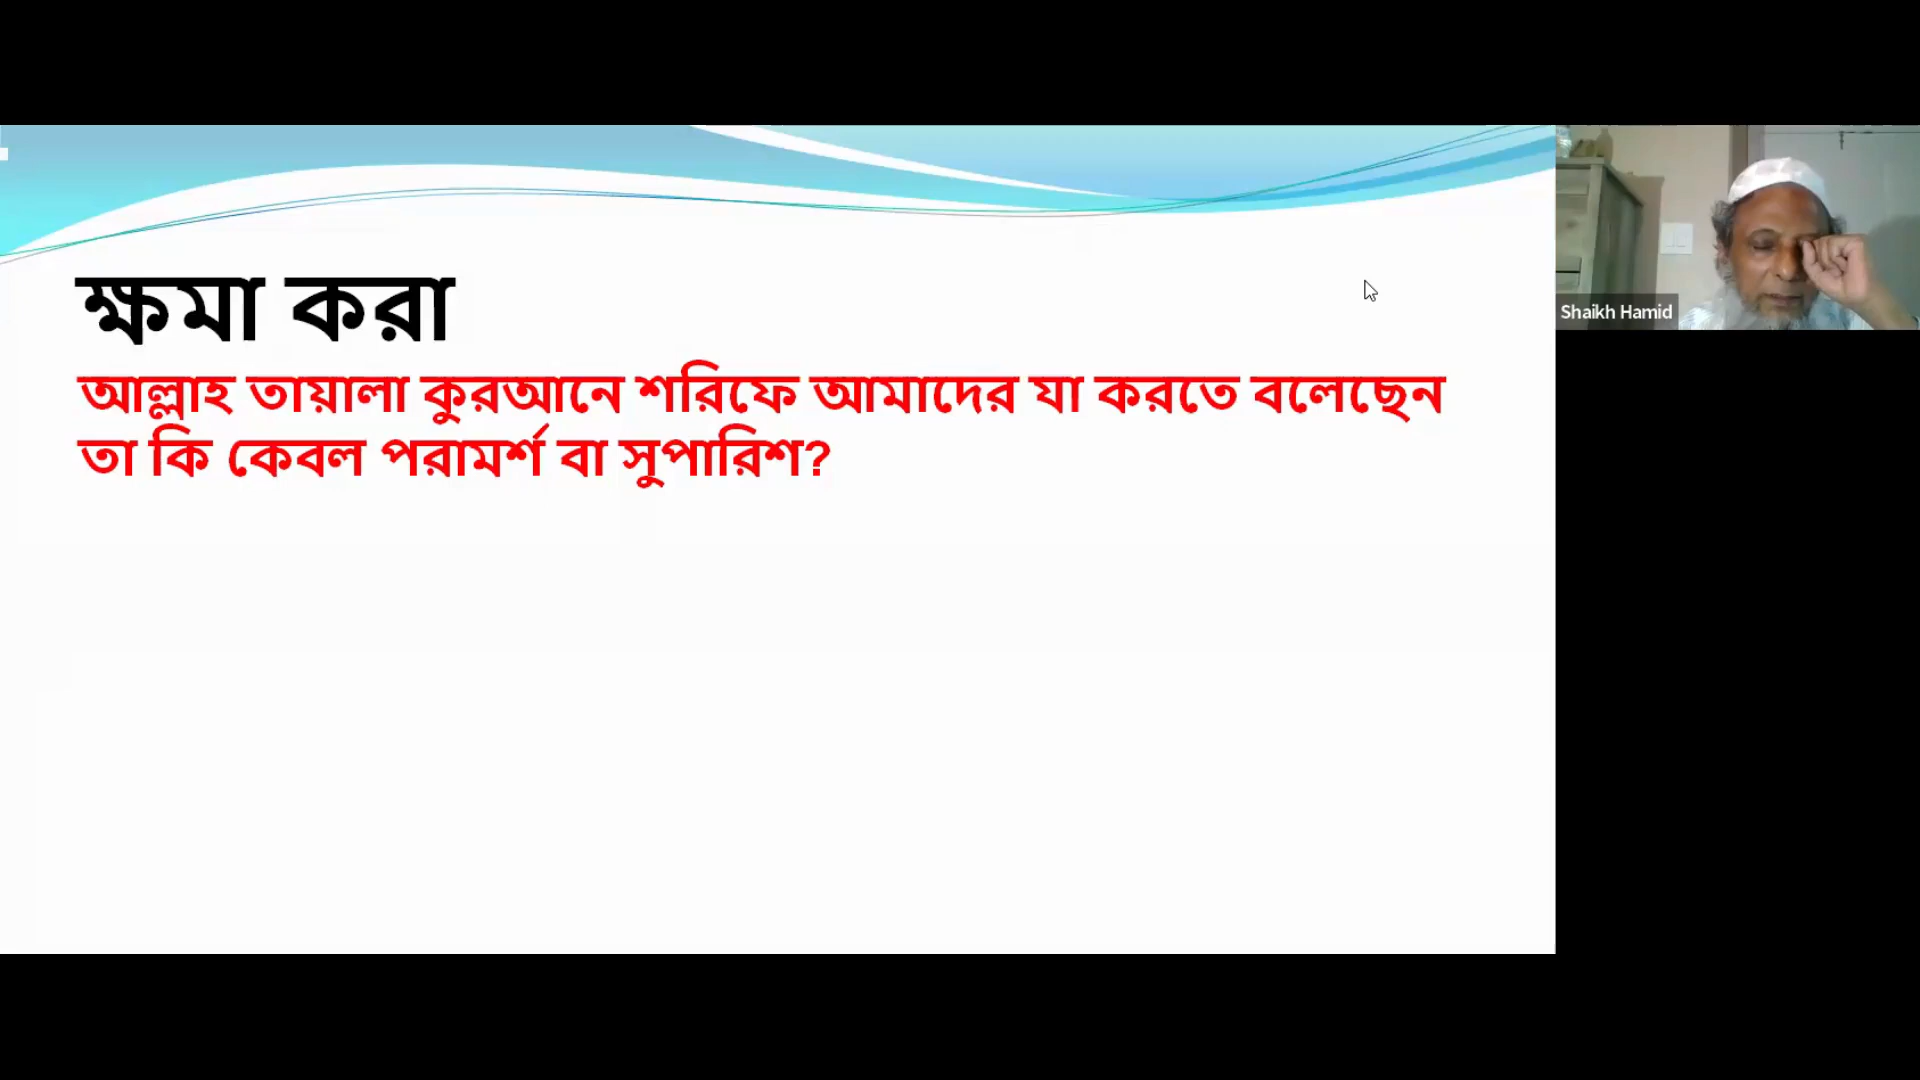 ক্ষমা করা
আল্লাহ তায়ালা কুরআনে শরিফে আমাদের যা করতে বলেছেন
তা কি কেবল পরামর্শ বা সুপারিশ?
Shaikh Hamid